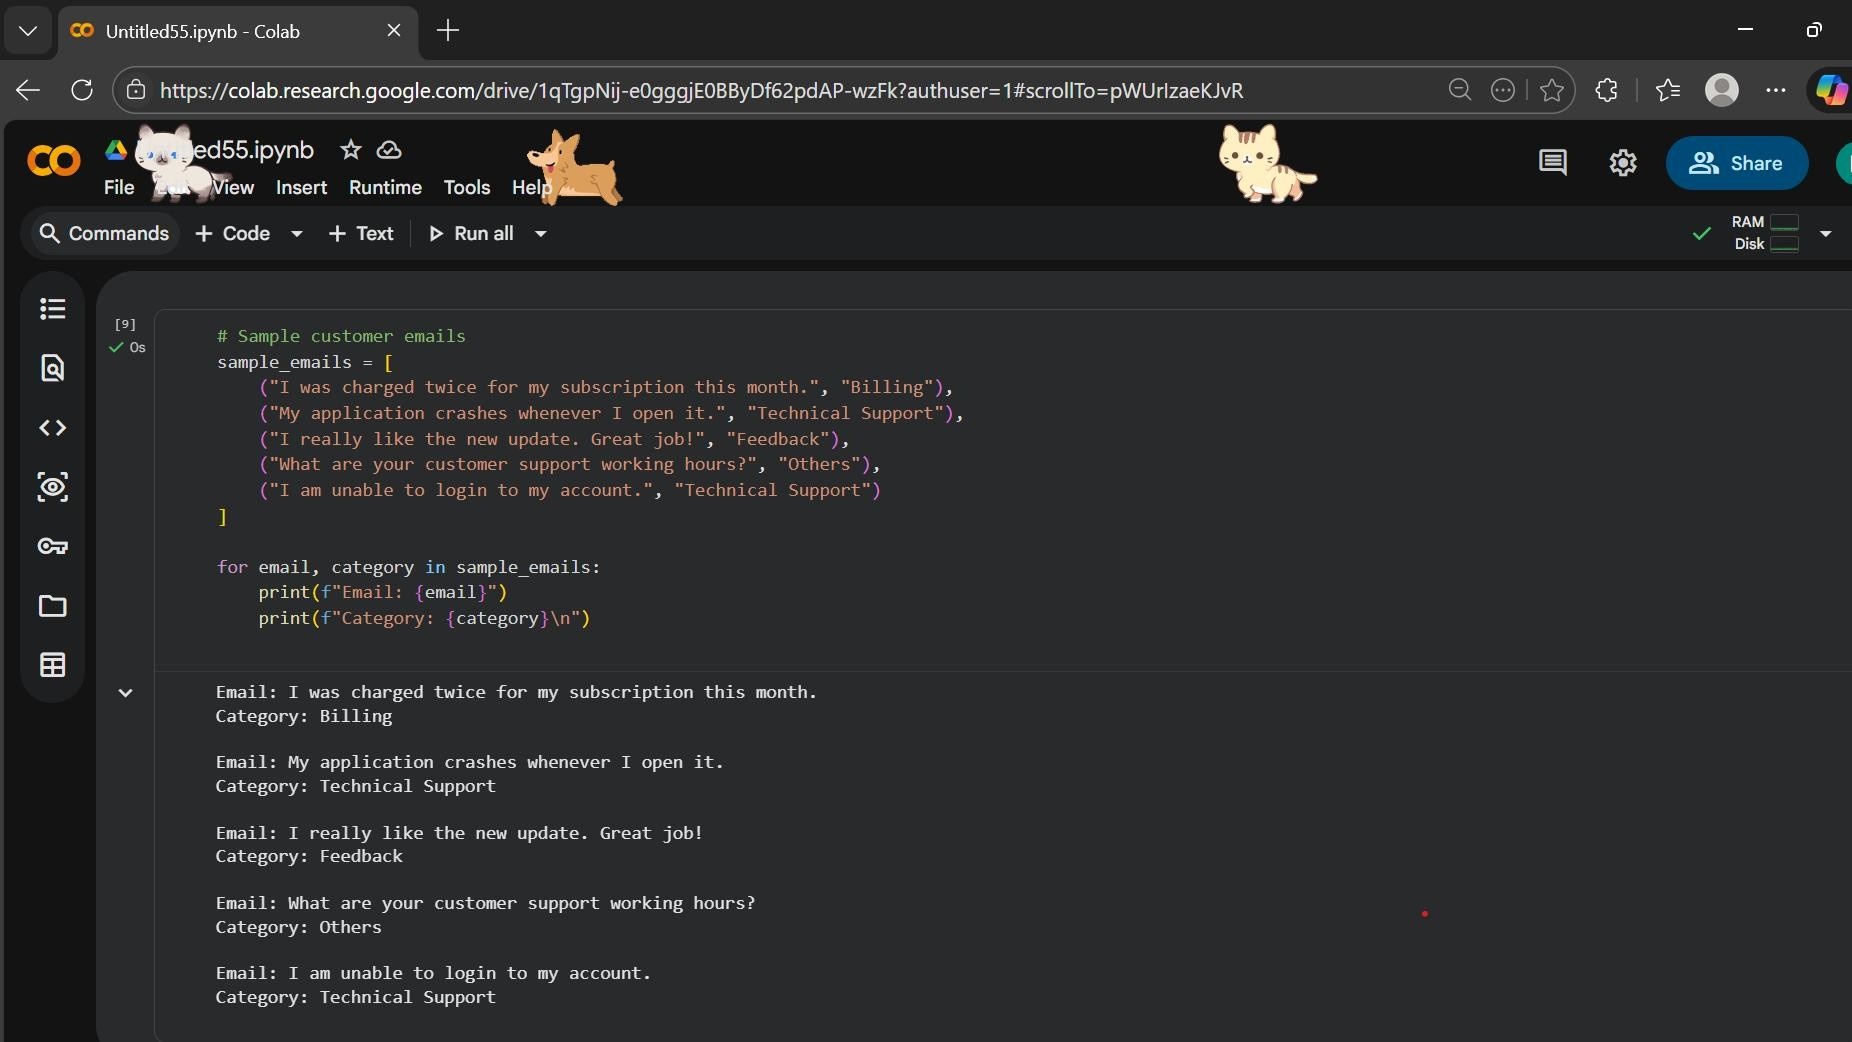 Untitled55.ipynb - Colab
https://colab.research.google.com/drive/1qTgpNij-e0gggjE0BByDf62pdAP-wzFk?authuser=1#scrollTo=pWUrIzaeKJvR
ed55.ipynb
File View Insert Runtime Tools Help
Share
Commands + Code + Text Run all
RAM
Disk
[9]
0s
# Sample customer emails
sample_emails = [
    ("I was charged twice for my subscription this month.", "Billing"),
    ("My application crashes whenever I open it.", "Technical Support"),
    ("I really like the new update. Great job!", "Feedback"),
    ("What are your customer support working hours?", "Others"),
    ("I am unable to login to my account.", "Technical Support")
]
for email, category in sample_emails:
    print(f"Email: {email}")
    print(f"Category: {category}\n")
Email: I was charged twice for my subscription this month.
Category: Billing
Email: My application crashes whenever I open it.
Category: Technical Support
Email: I really like the new update. Great job!
Category: Feedback
Email: What are your customer support working hours?
Category: Others
Email: I am unable to login to my account.
Category: Technical Support